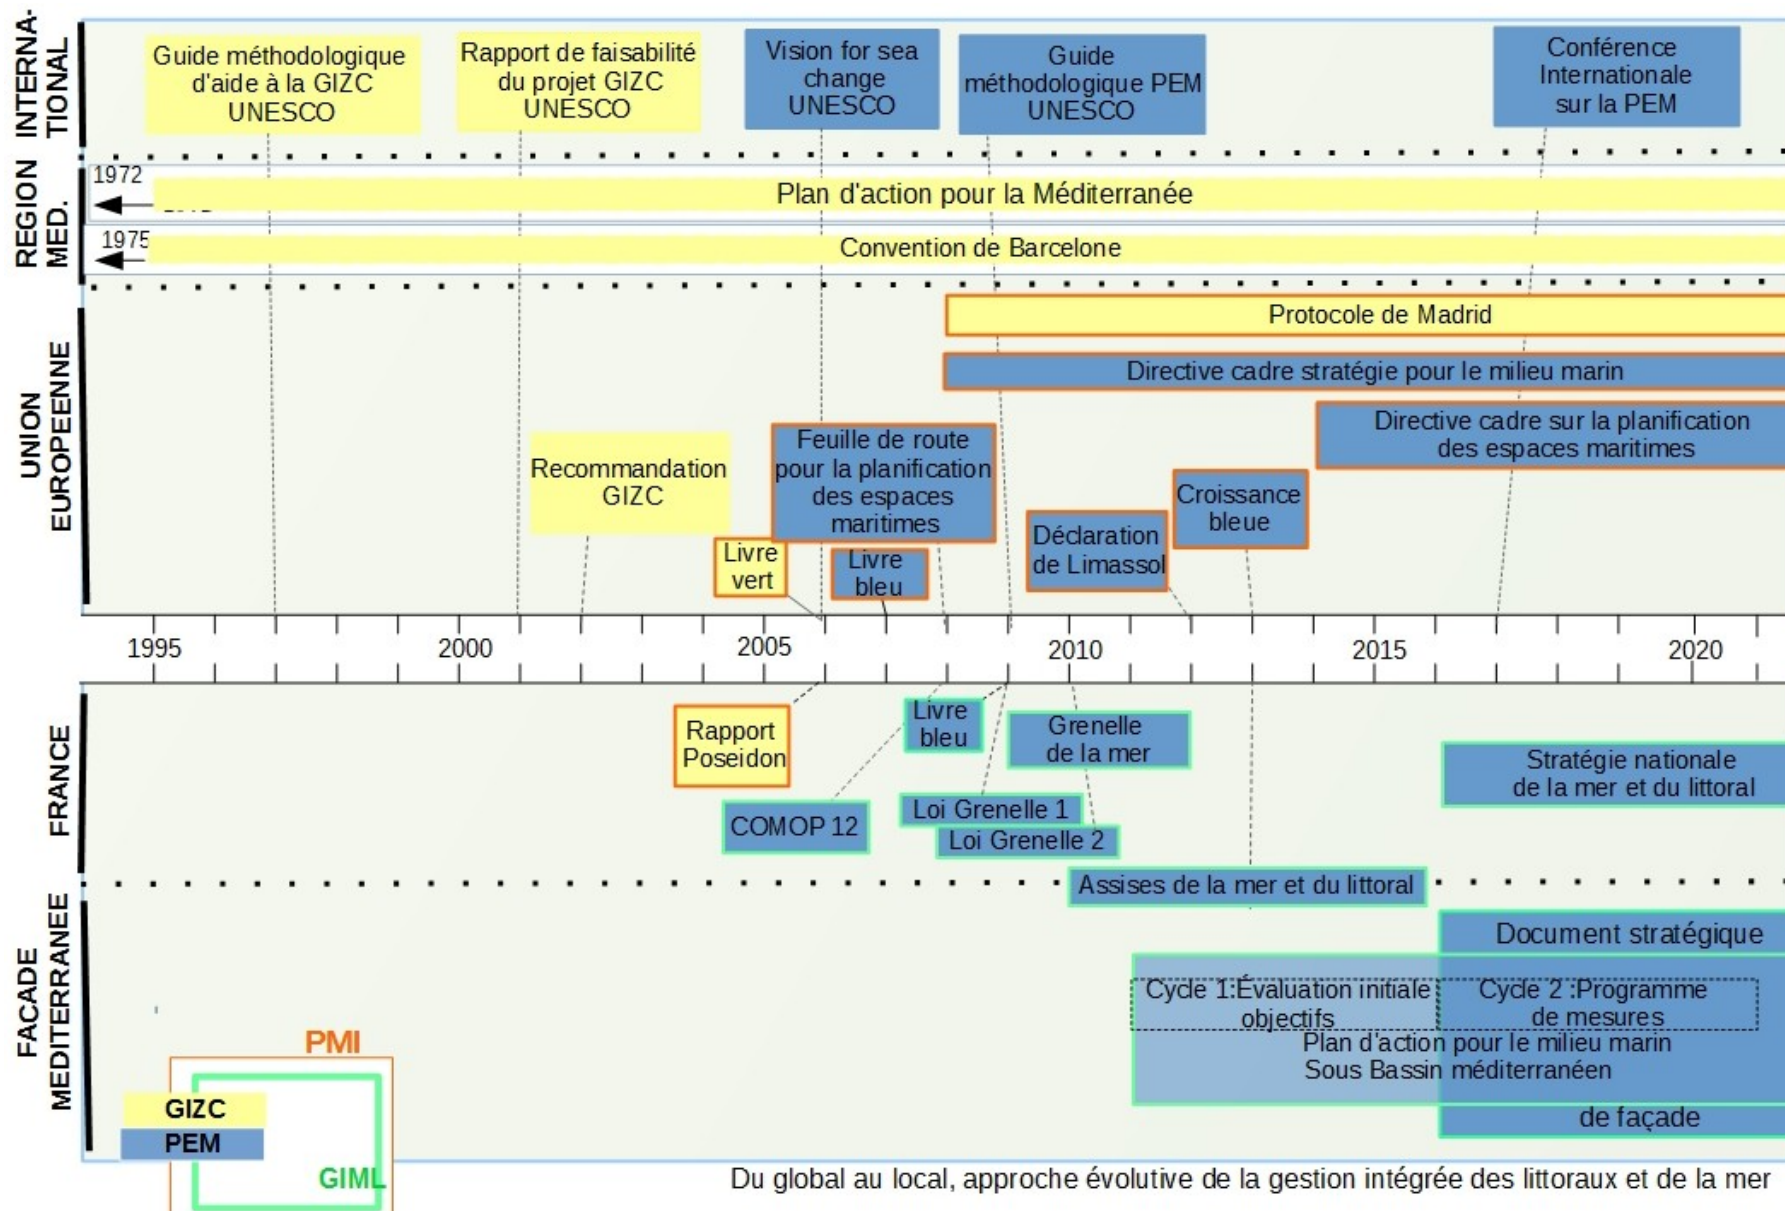 INTERNA-
TIONAL
Guide méthodologique
d'aide à la GIZC
UNESCO
Rapport de faisabilité
du projet GIZC
UNESCO
Vision for sea
change
UNESCO
Guide
méthodologique PEM
UNESCO
Conférence
Internationale
sur la PEM
REGION
MED.
1972
Plan d'action pour la Méditerranée
1975
Convention de Barcelone
UNION
EUROPEENNE
Protocole de Madrid
Directive cadre stratégie pour le milieu marin
Directive cadre sur la planification
des espaces maritimes
Recommandation
GIZC
Feuille de route
pour la planification
des espaces
maritimes
Livre
vert
Livre
bleu
Déclaration
de Limassol
Croissance
bleue
1995
2000
2005
2010
2015
2020
FRANCE
Rapport
Poseidon
Livre
bleu
Grenelle
de la mer
COMOP 12
Loi Grenelle 1
Loi Grenelle 2
Stratégie nationale
de la mer et du littoral
Assises de la mer et du littoral
FACADE
MEDITERRANEE
Document stratégique
Cycle 1:Évaluation initiale
objectifs
Cycle 2 :Programme
de mesures
Plan d'action pour le milieu marin
Sous Bassin méditerranéen
de façade
PMI
GIZC
PEM
GIML
Du global au local, approche évolutive de la gestion intégrée des littoraux et de la mer